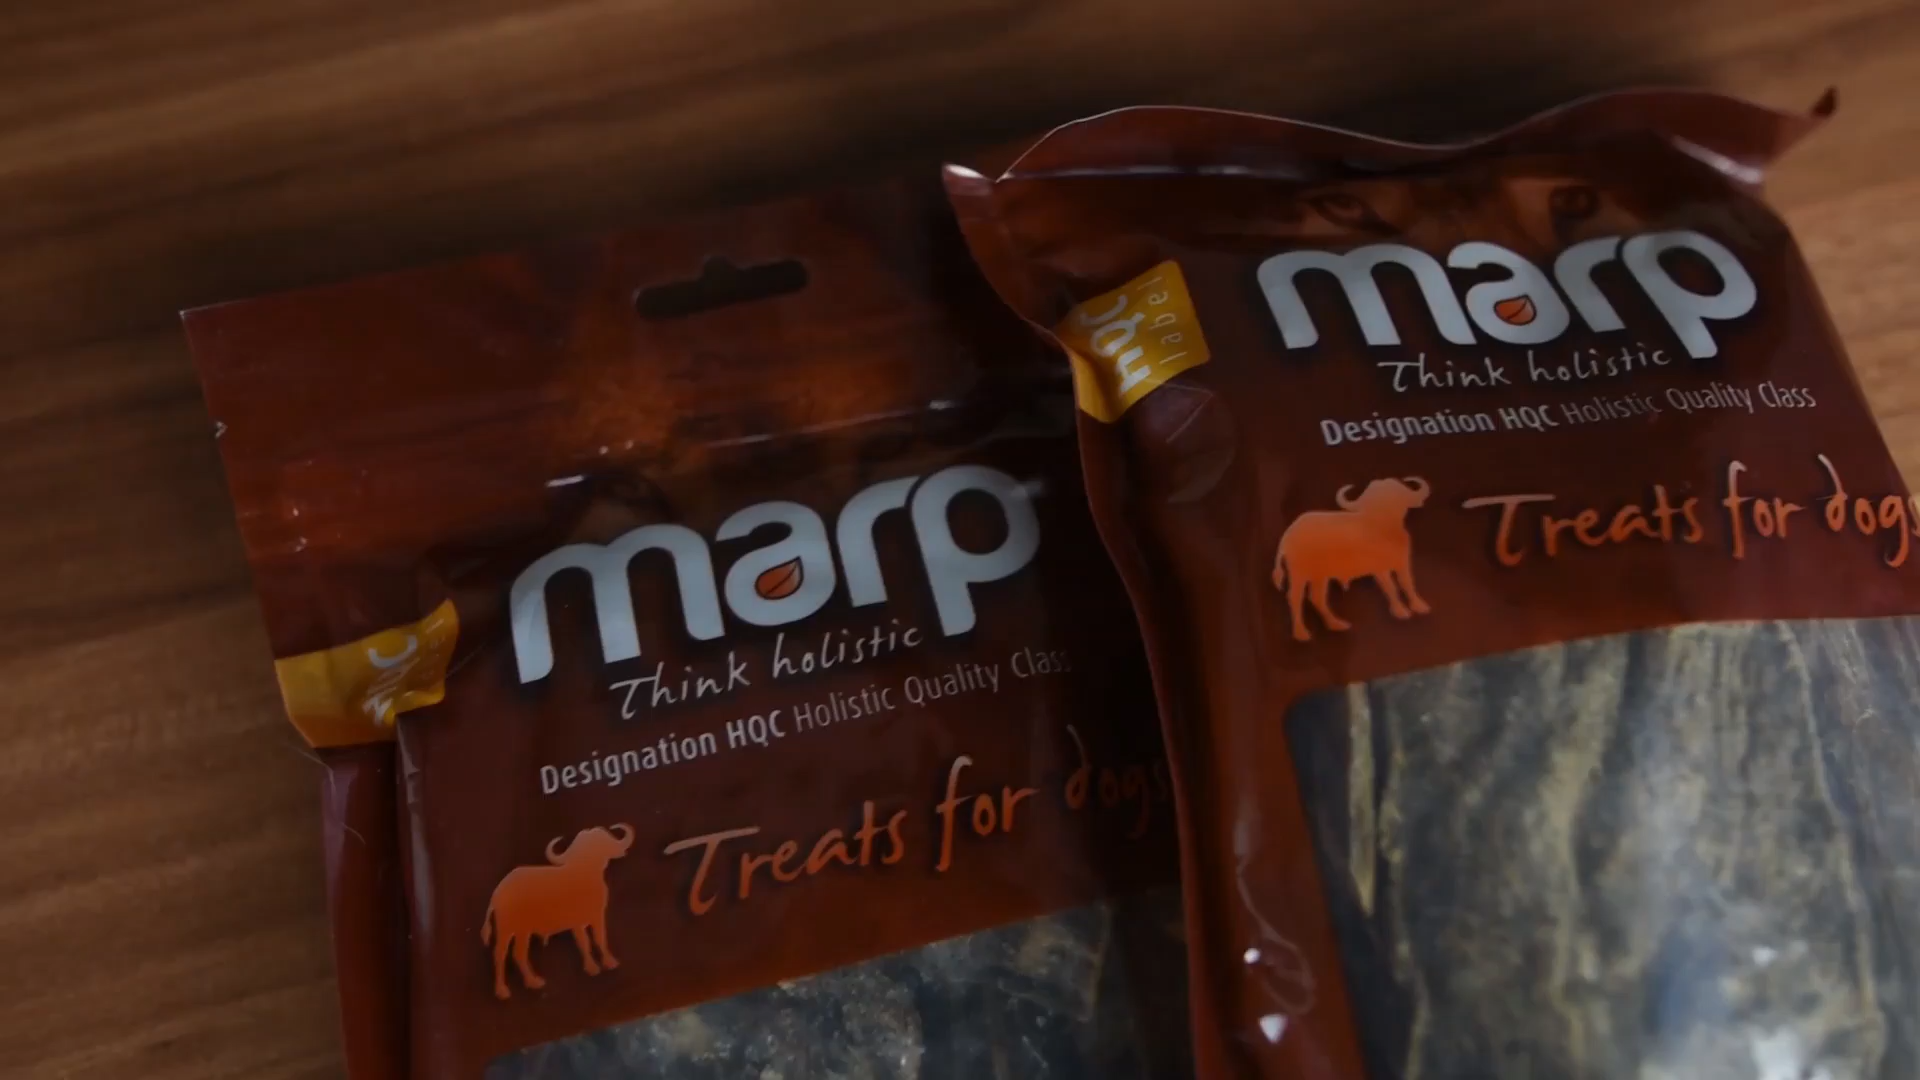 marp
Think holistic
Designation HQC Holistic Quality Class
Treats for dogs
HQC
marp
Think holistic
Designation HQC Holistic Quality Class
Treats for dogs
hqc
label